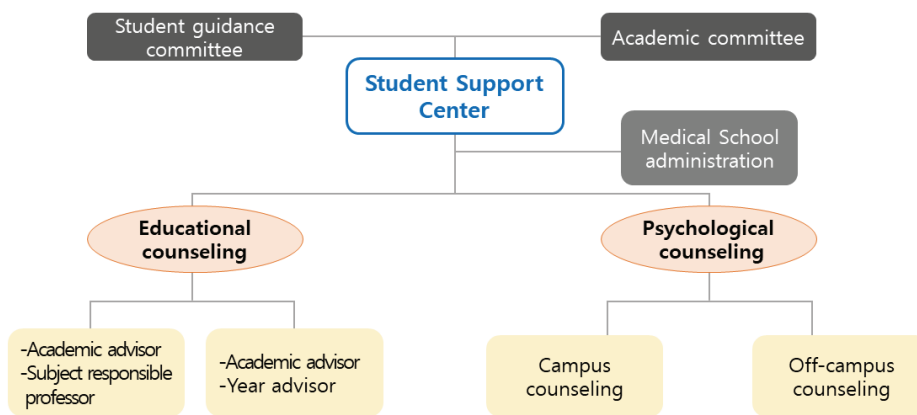 Student guidance
committee
Academic committee
Student Support
Center
Medical School
administration
Educational
counseling
Psychological
counseling
-Academic advisor
-Subject responsible
professor
-Academic advisor
-Year advisor
Campus
counseling
Off-campus
counseling